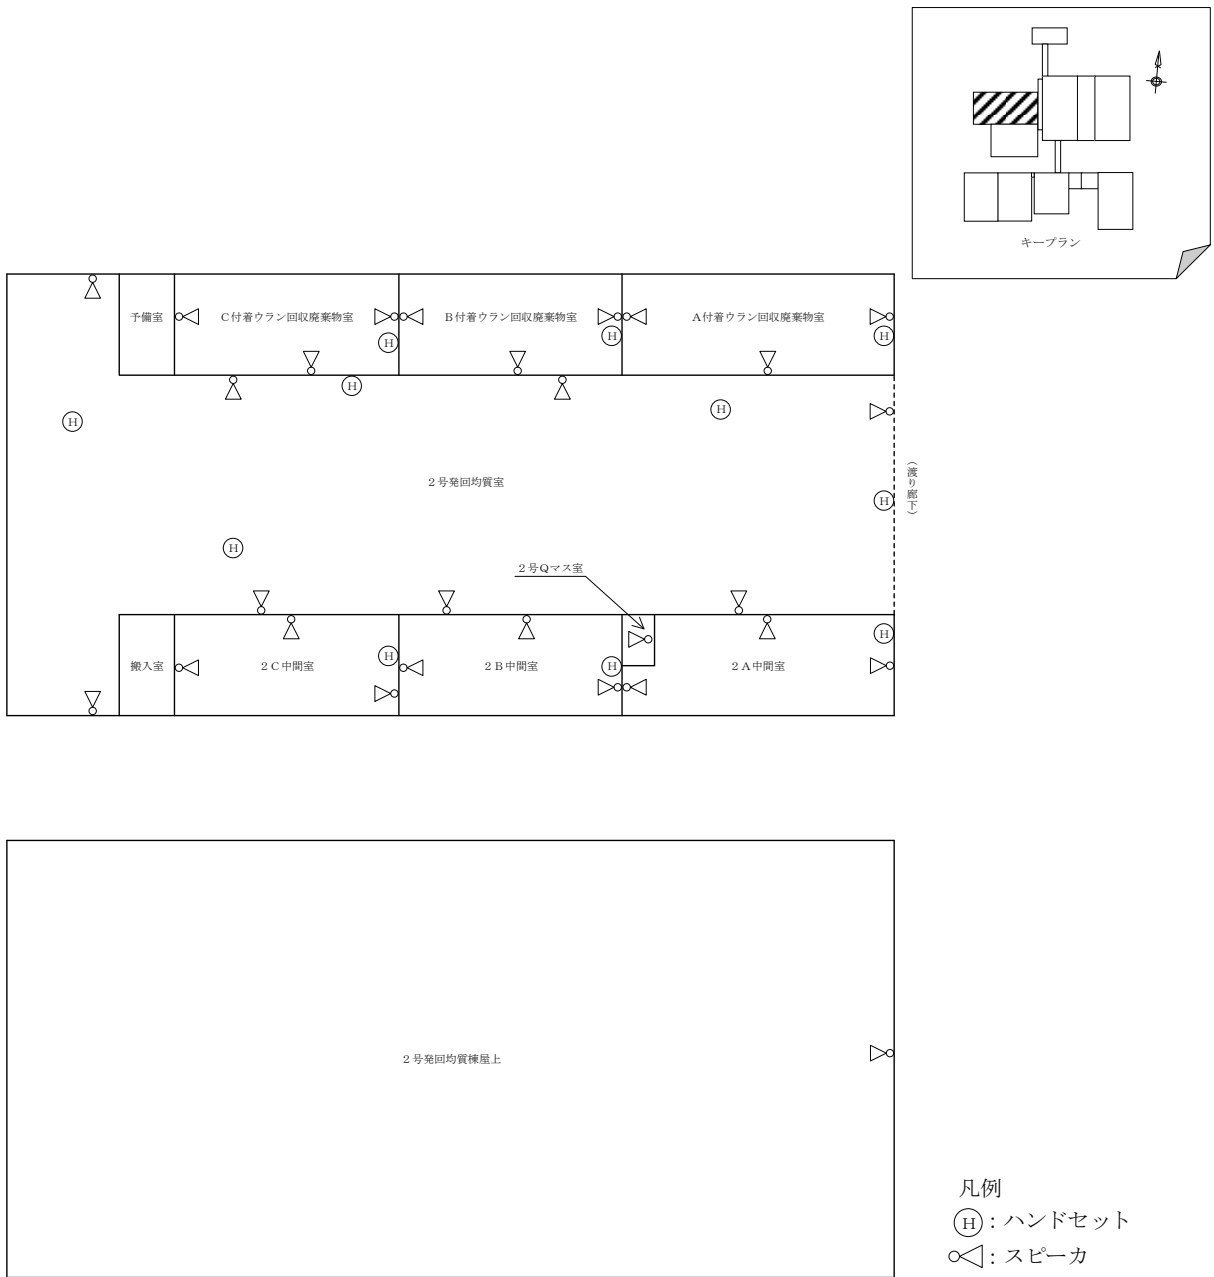 キープラン
予備室
C付着ウラン回収廃棄物室
B付着ウラン回収廃棄物室
A付着ウラン回収廃棄物室
H
H
H
H
H
H
(渡り廊下)
2号発回均質室
H
H
2号Qマス室
H
H
H
搬入室
2C中間室
2B中間室
2A中間室
2号発回均質棟屋上
凡例
H:ハンドセット
:スピーカ